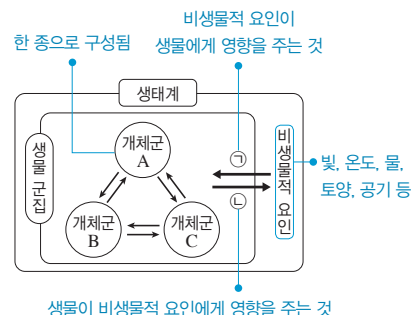 비생물적 요인이
생물에게 영향을 주는 것
한 종으로 구성됨
생태계
생물 군집
개체군
A
개체군
B
개체군
C
㉠
㉡
비생물적 요인
빛, 온도, 물,
토양, 공기 등
생물이 비생물적 요인에게 영향을 주는 것